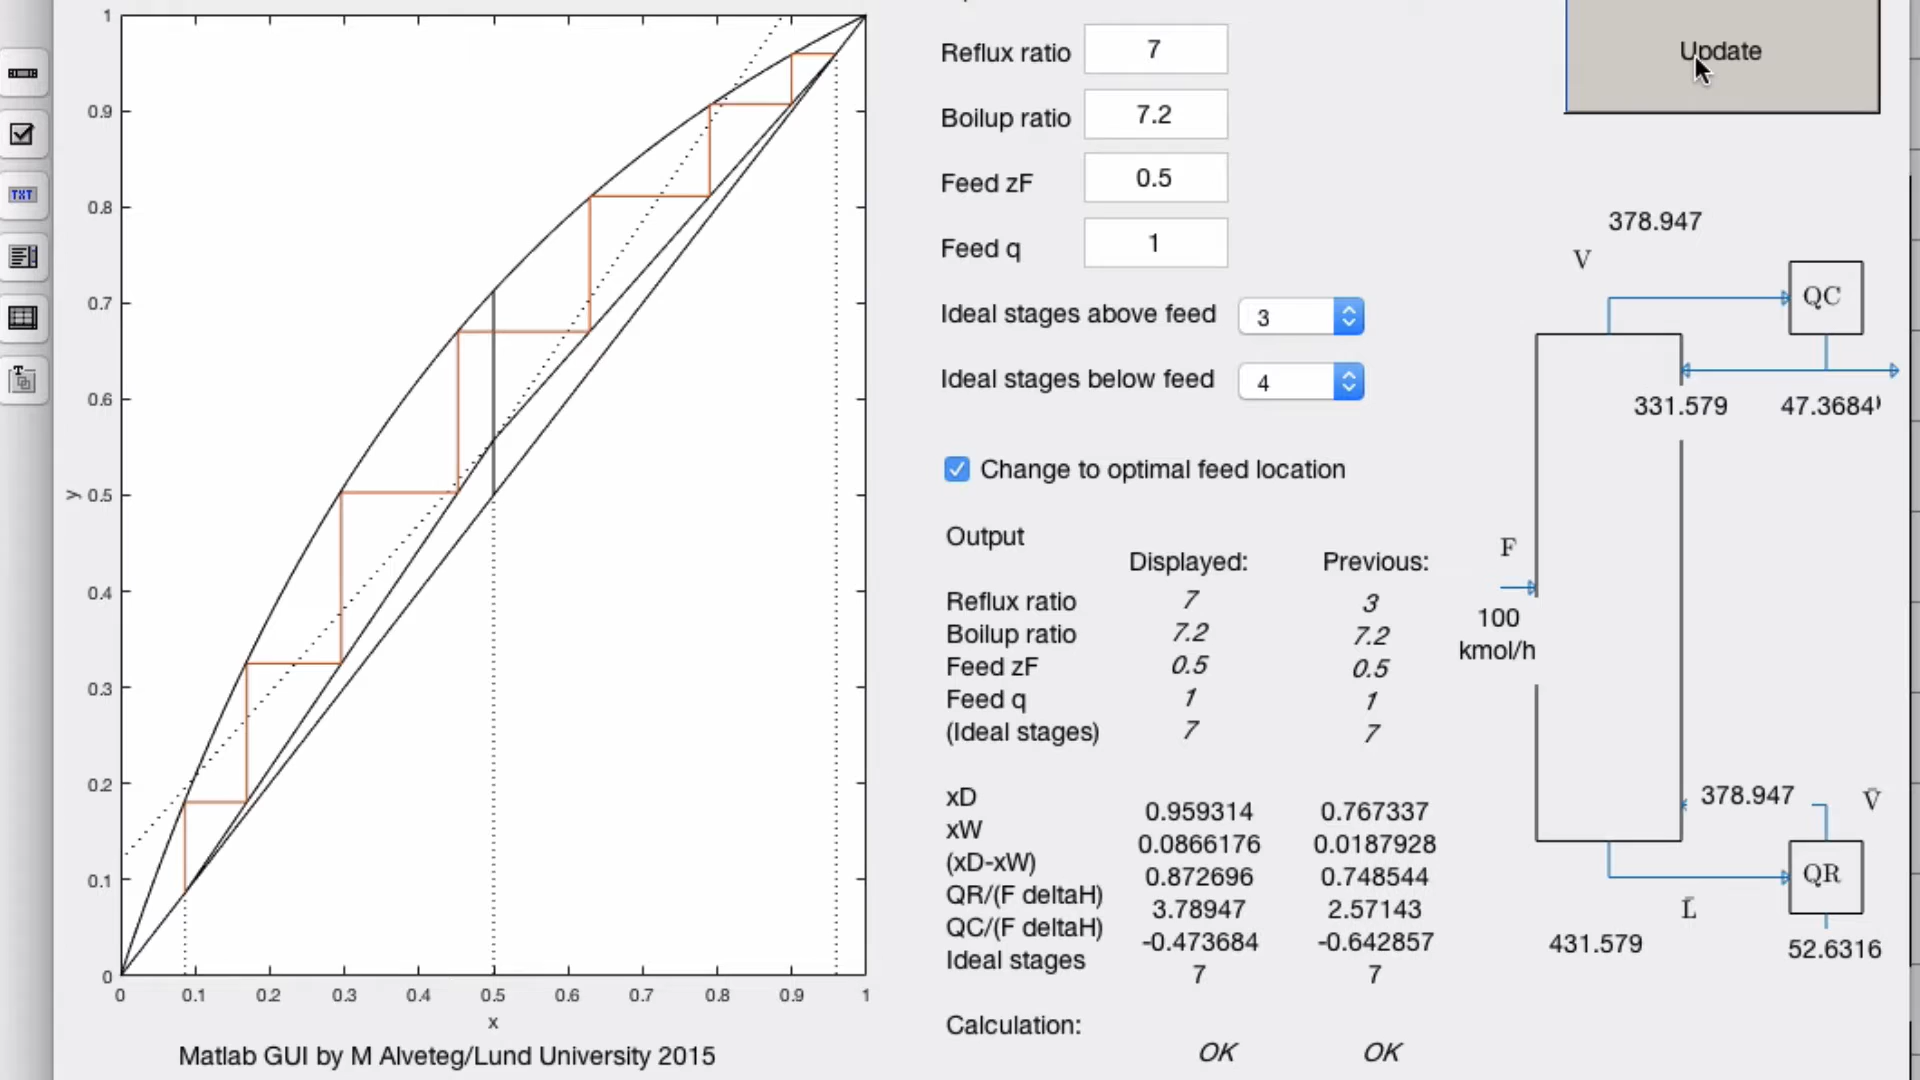 1
0.9
0.8
0.7
0.6
0.5
0.4
0.3
0.2
0.1
0
y
0 0.1 0.2 0.3 0.4 0.5 0.6 0.7 0.8 0.9 1
x
Matlab GUI by M Alveteg/Lund University 2015
TXT
T
Reflux ratio 7
Boilup ratio 7.2
Feed zF 0.5
Feed q 1
Ideal stages above feed 3
Ideal stages below feed 4
Change to optimal feed location
Output
Displayed: Previous:
Reflux ratio 7 3
Boilup ratio 7.2 7.2
Feed zF 0.5 0.5
Feed q 1 1
(Ideal stages) 7 7
xD 0.959314 0.767337
xW 0.0866176 0.0187928
(xD-xW) 0.872696 0.748544
QR/(F deltaH) 3.78947 2.57143
QC/(F deltaH) -0.473684 -0.642857
Ideal stages 7 7
Calculation:
OK OK
Update
378.947
V
QC
331.579 47.3684
F
100
kmol/h
378.947 V̄
QR
L̄
431.579 52.6316